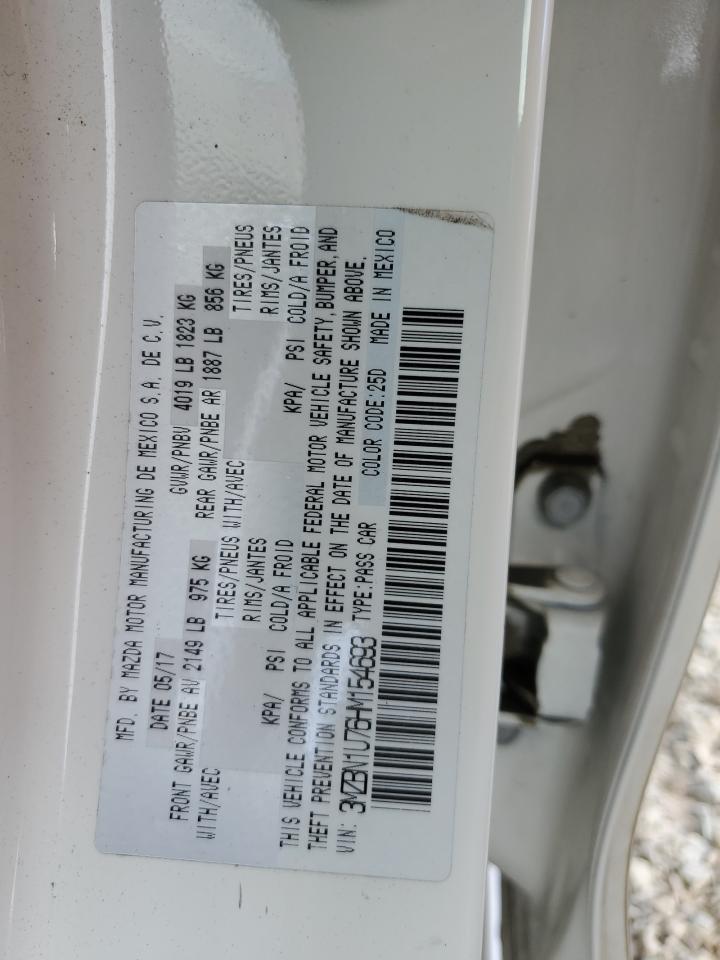 MFD. BY MAZDA MOTOR MANUFACTURING DE MEXICO S.A. DE C.V.
DATE 05/17 GVWR/PNBV 4019 LB 1823 KG
FRONT GAWR/PNBE AV 2149 LB 975 KG REAR GAWR/PNBE AR 1887 LB 856 KG
WITH/AVEC TIRES/PNEUS WITH/AVEC TIRES/PNEUS
RIMS/JANTES RIMS/JANTES
KPA/ PSI COLD/A FROID KPA/ PSI COLD/A FROID
THIS VEHICLE CONFORMS TO ALL APPLICABLE FEDERAL MOTOR VEHICLE SAFETY, BUMPER, AND
THEFT PREVENTION STANDARDS IN EFFECT ON THE DATE OF MANUFACTURE SHOWN ABOVE.
VIN: 3MZBN1U76HM154693 TYPE:PASS CAR COLOR CODE:25D MADE IN MEXICO